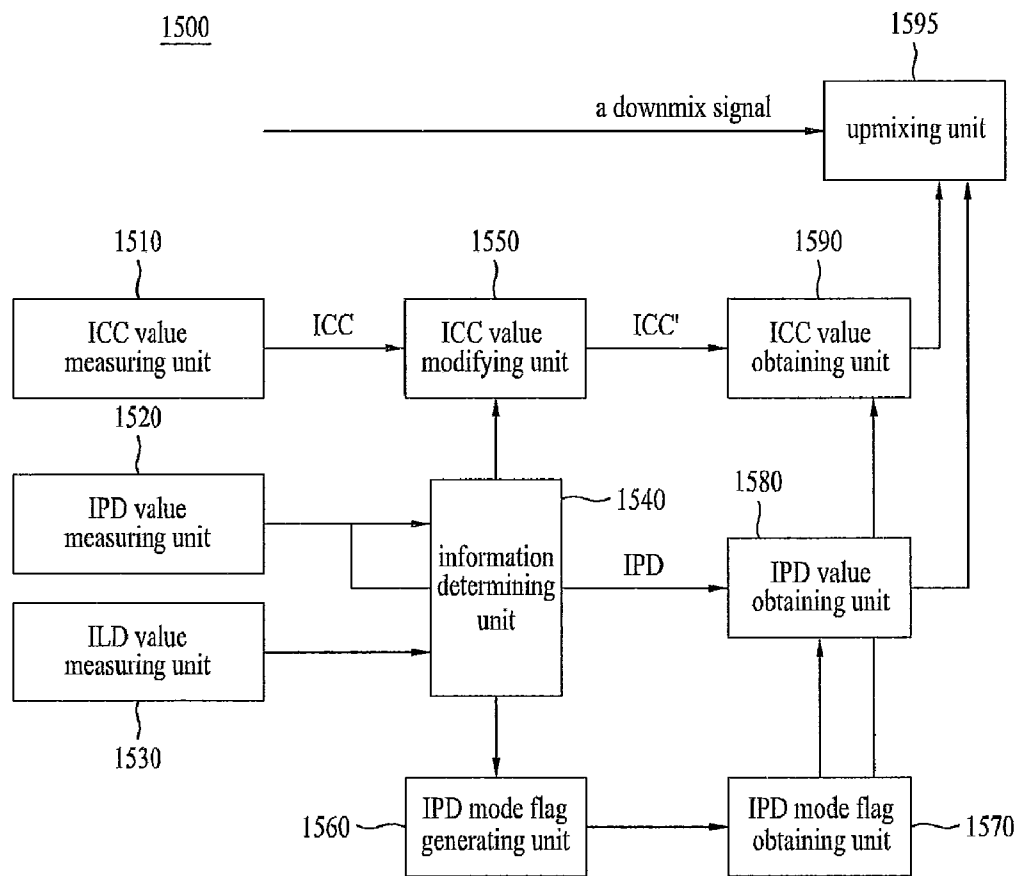 1500
1595
a downmix signal
upmixing unit
1510
1550
1590
ICC value
measuring unit
ICC
ICC value
modifying unit
ICC'
ICC value
obtaining unit
1520
1540
1580
IPD value
measuring unit
information
determining
unit
IPD
IPD value
obtaining unit
ILD value
measuring unit
1530
1560
IPD mode flag
generating unit
IPD mode flag
obtaining unit
1570